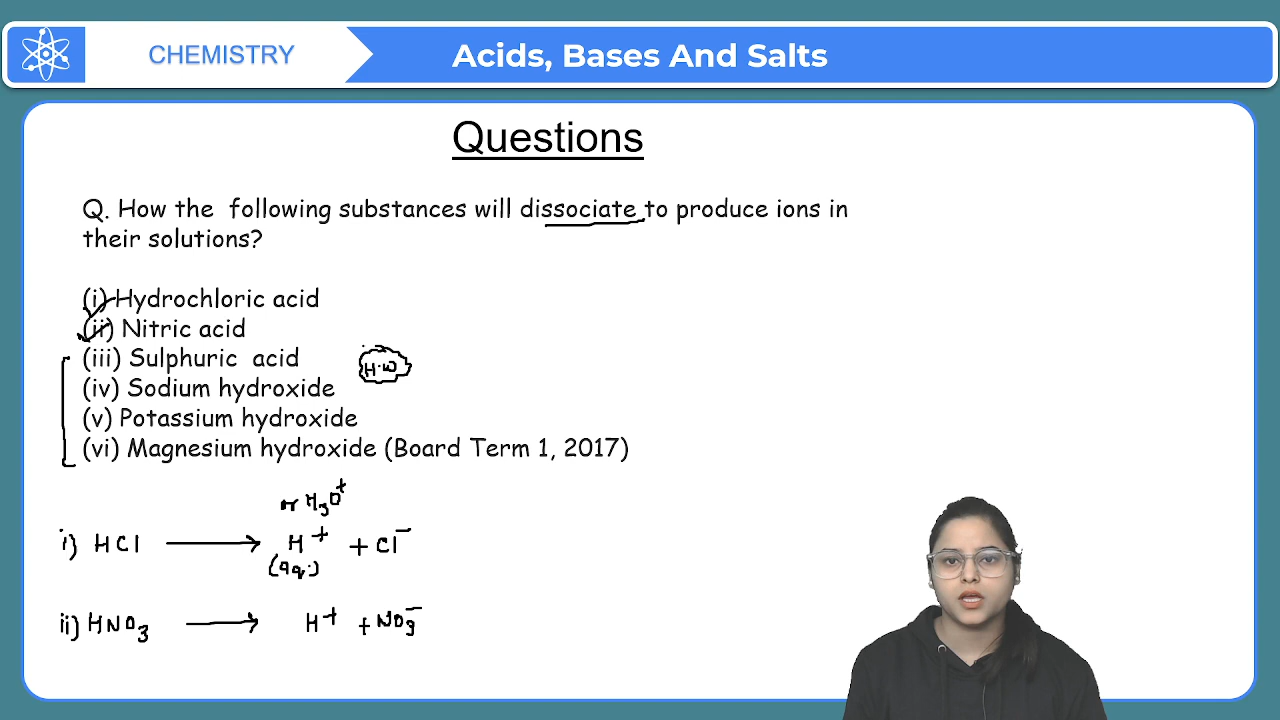 CHEMISTRY
Acids, Bases And Salts
Questions
Q. How the following substances will dissociate to produce ions in
their solutions?
(i) Hydrochloric acid
(ii) Nitric acid
(iii) Sulphuric acid
H.W
(iv) Sodium hydroxide
(v) Potassium hydroxide
(vi) Magnesium hydroxide (Board Term 1, 2017)
or H₃O⁺
i) HCl ⟶ H⁺ + Cl⁻
(aq.)
ii) HNO₃ ⟶ H⁺ + NO₃⁻